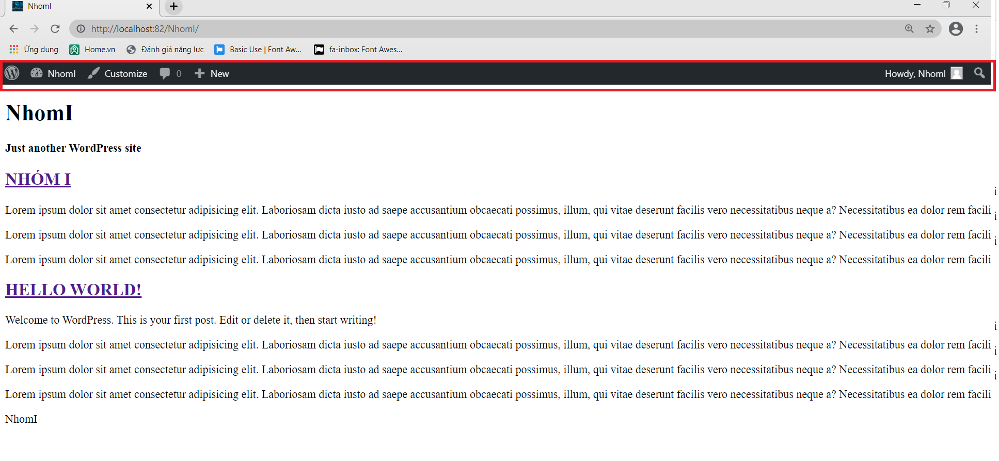 NhomI
http://localhost:82/NhomI/
Ứng dụng Home.vn Đánh giá năng lực Basic Use | Font Aw... fa-inbox: Font Awes...
NhomI Customize 0 New Howdy, NhomI
NhomI
Just another WordPress site
NHÓM I
Lorem ipsum dolor sit amet consectetur adipisicing elit. Laboriosam dicta iusto ad saepe accusantium obcaecati possimus, illum, qui vitae deserunt facilis vero necessitatibus neque a? Necessitatibus ea dolor rem facili
Lorem ipsum dolor sit amet consectetur adipisicing elit. Laboriosam dicta iusto ad saepe accusantium obcaecati possimus, illum, qui vitae deserunt facilis vero necessitatibus neque a? Necessitatibus ea dolor rem facili
Lorem ipsum dolor sit amet consectetur adipisicing elit. Laboriosam dicta iusto ad saepe accusantium obcaecati possimus, illum, qui vitae deserunt facilis vero necessitatibus neque a? Necessitatibus ea dolor rem facili
HELLO WORLD!
Welcome to WordPress. This is your first post. Edit or delete it, then start writing!
Lorem ipsum dolor sit amet consectetur adipisicing elit. Laboriosam dicta iusto ad saepe accusantium obcaecati possimus, illum, qui vitae deserunt facilis vero necessitatibus neque a? Necessitatibus ea dolor rem facili
Lorem ipsum dolor sit amet consectetur adipisicing elit. Laboriosam dicta iusto ad saepe accusantium obcaecati possimus, illum, qui vitae deserunt facilis vero necessitatibus neque a? Necessitatibus ea dolor rem facili
Lorem ipsum dolor sit amet consectetur adipisicing elit. Laboriosam dicta iusto ad saepe accusantium obcaecati possimus, illum, qui vitae deserunt facilis vero necessitatibus neque a? Necessitatibus ea dolor rem facili
NhomI